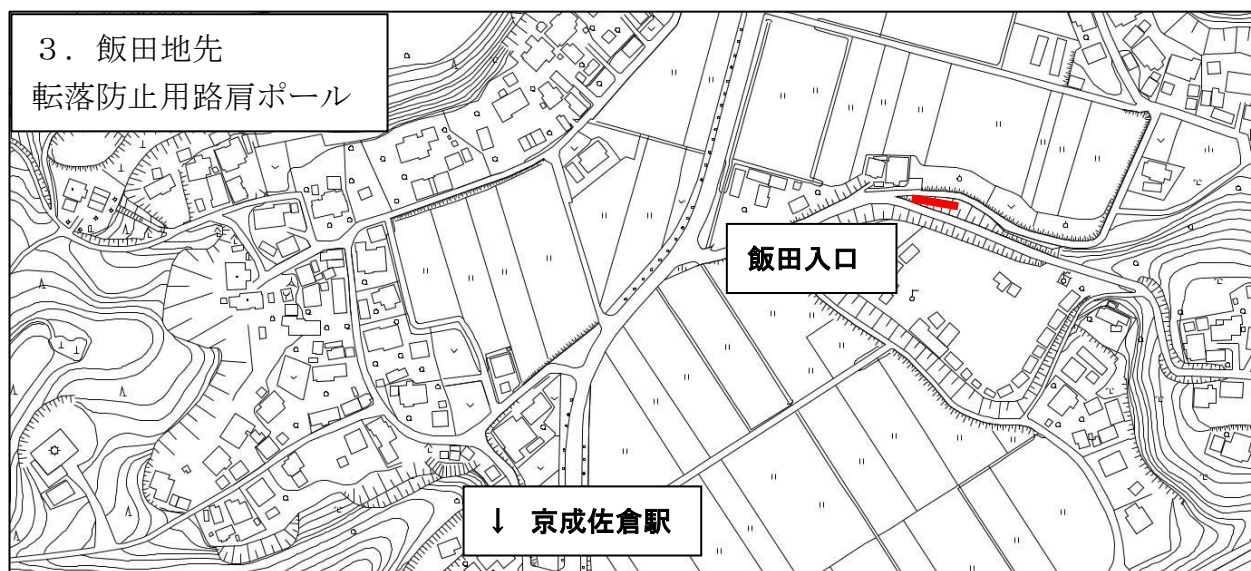 ３．飯田地先
転落防止用路肩ポール
飯田入口
↓ 京成佐倉駅